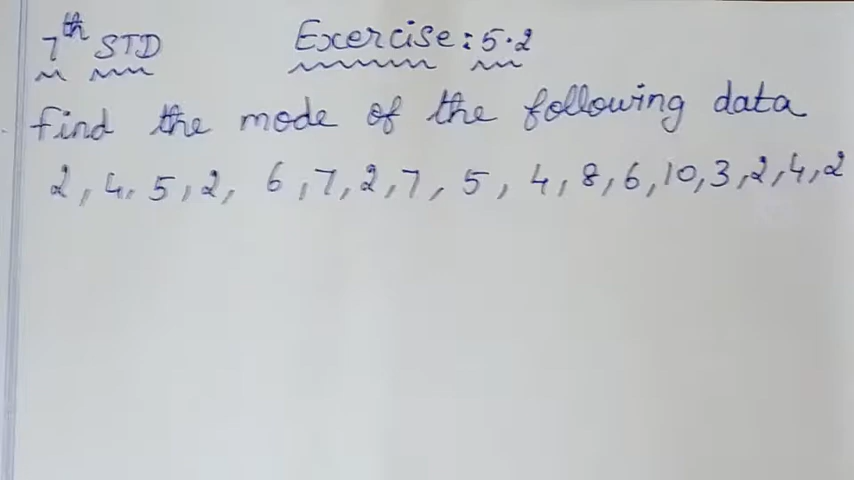 7th STD Exercise: 5.2
find the mode of the following data
2, 4, 5, 2, 6, 7, 2, 7, 5, 4, 8, 6, 10, 3, 2, 4, 2